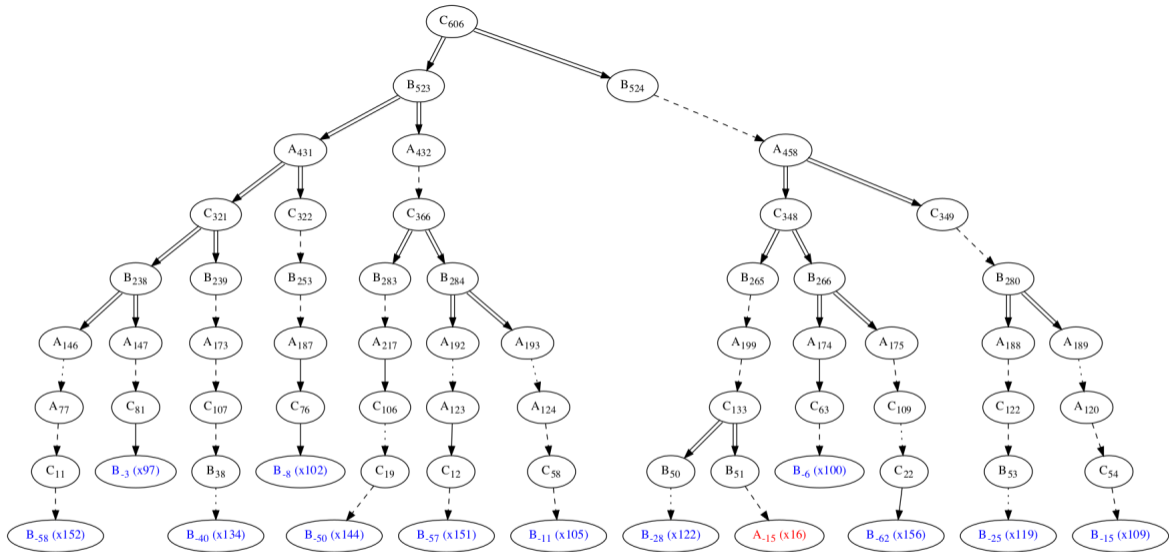 C606
B523 B524
A431 A432 A458
C321 C322 C366 C348 C349
B238 B239 B253 B283 B284 B265 B266 B280
A146 A147 A173 A187 A217 A192 A193 A199 A174 A175 A188 A189
A77 C81 C107 C76 C106 A123 A124 C133 C63 C109 C122 A120
C11 B-3 (x97) B38 B-8 (x102) C19 C12 C58 B50 B51 B-6 (x100) C22 B53 C54
B-58 (x152) B-40 (x134) B-50 (x144) B-57 (x151) B-11 (x105) B-28 (x122) A-15 (x16) B-62 (x156) B-25 (x119) B-15 (x109)